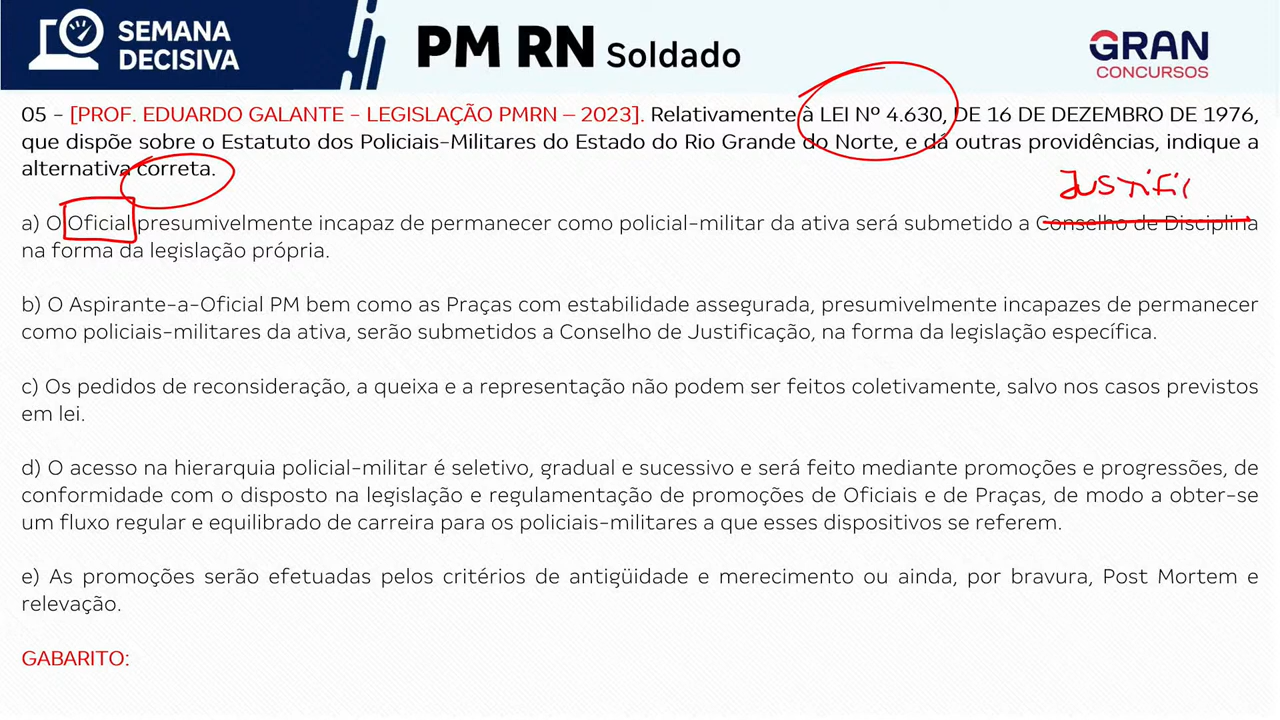 SEMANA
DECISIVA
PM RN Soldado
GRAN
CONCURSOS
05 - [PROF. EDUARDO GALANTE - LEGISLAÇÃO PMRN – 2023]. Relativamente à LEI Nº 4.630, DE 16 DE DEZEMBRO DE 1976,
que dispõe sobre o Estatuto dos Policiais-Militares do Estado do Rio Grande do Norte, e dá outras providências, indique a
alternativa correta.
Justific
a) O Oficial presumivelmente incapaz de permanecer como policial-militar da ativa será submetido a Conselho de Disciplina
na forma da legislação própria.
b) O Aspirante-a-Oficial PM bem como as Praças com estabilidade assegurada, presumivelmente incapazes de permanecer
como policiais-militares da ativa, serão submetidos a Conselho de Justificação, na forma da legislação específica.
c) Os pedidos de reconsideração, a queixa e a representação não podem ser feitos coletivamente, salvo nos casos previstos
em lei.
d) O acesso na hierarquia policial-militar é seletivo, gradual e sucessivo e será feito mediante promoções e progressões, de
conformidade com o disposto na legislação e regulamentação de promoções de Oficiais e de Praças, de modo a obter-se
um fluxo regular e equilibrado de carreira para os policiais-militares a que esses dispositivos se referem.
e) As promoções serão efetuadas pelos critérios de antigüidade e merecimento ou ainda, por bravura, Post Mortem e
relevação.
GABARITO: